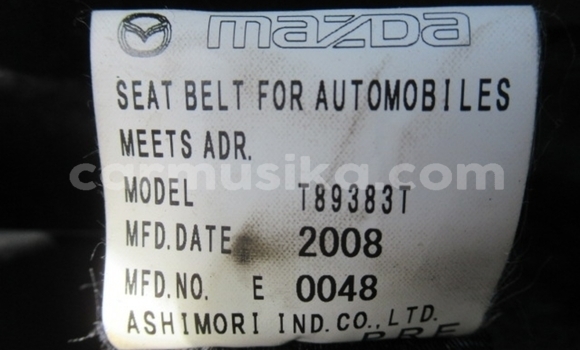 mazda
SEAT BELT FOR AUTOMOBILES
MEETS ADR.
carmusika.com
MODEL T89383T
MFD.DATE 2008
MFD.NO. E 0048
ASHIMORI IND.CO.,LTD.